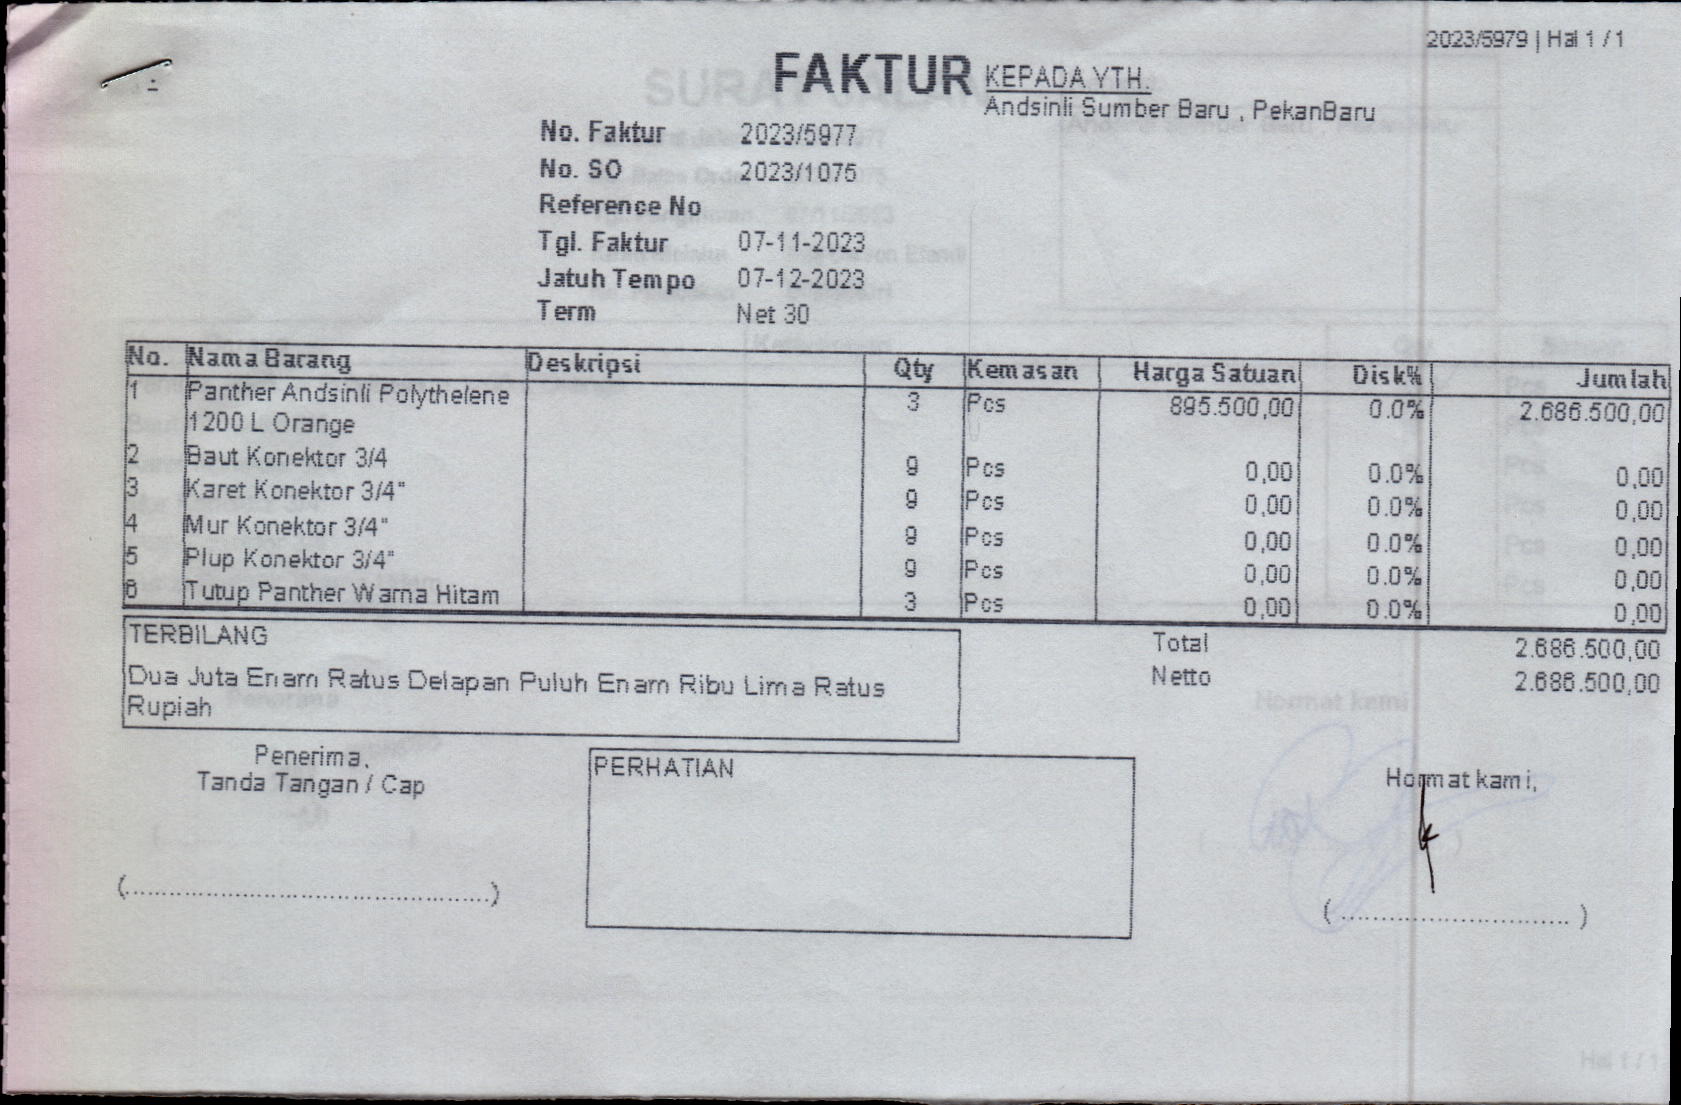 2023/5979 | Hal 1 / 1
FAKTUR
KEPADA YTH.
Andsinli Sumber Baru , PekanBaru
No. Faktur 2023/5977
No. SO 2023/1075
Reference No
Tgl. Faktur 07-11-2023
Jatuh Tempo 07-12-2023
Term Net 30
No. Nama Barang Deskripsi Qty Kemasan Harga Satuan Disk% Jumlah
1 Panther Andsinli Polythelene 3 Pcs 895.500,00 0.0% 2.686.500,00
1200 L Orange
2 Baut Konektor 3/4 9 Pcs 0,00 0.0% 0,00
3 Karet Konektor 3/4" 9 Pcs 0,00 0.0% 0,00
4 Mur Konektor 3/4" 9 Pcs 0,00 0.0% 0,00
5 Plup Konektor 3/4" 9 Pcs 0,00 0.0% 0,00
6 Tutup Panther Warna Hitam 3 Pcs 0,00 0.0% 0,00
TERBILANG
Dua Juta Enam Ratus Delapan Puluh Enam Ribu Lima Ratus
Rupiah
Total 2.686.500,00
Netto 2.686.500,00
Penerima,
Tanda Tangan / Cap
PERHATIAN
Hormat kami,
(..................................................)
( ............................... )